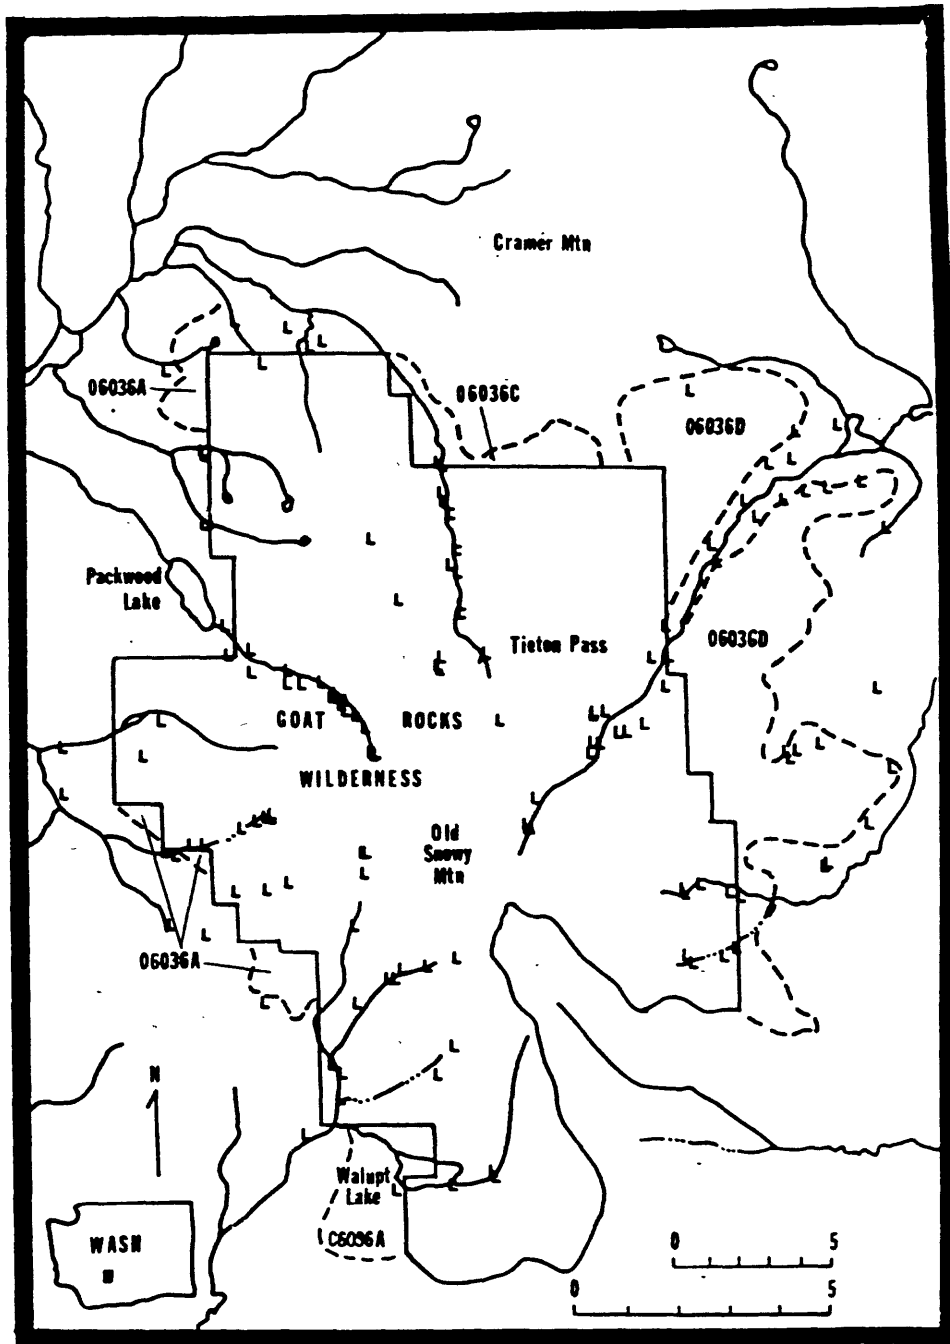 Cramer Mtn
06036A
06036C
06036D
Packwood
Lake
Tieton Pass
06036D
GOAT ROCKS
WILDERNESS
Old
Snowy
Mtn
06036A
N
Walupt
Lake
C6096A
WASH
0 5
0 5